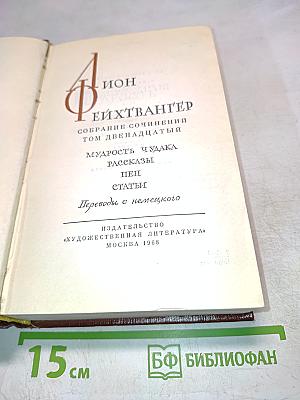 Лион
Фейхтвангер
СОБРАНИЕ СОЧИНЕНИЙ
ТОМ ДВЕНАДЦАТЫЙ
МУДРОСТЬ ЧУДАКА
РАССКАЗЫ
ПЕП
СТАТЬИ
Переводы с немецкого
ИЗДАТЕЛЬСТВО
«ХУДОЖЕСТВЕННАЯ ЛИТЕРАТУРА»
МОСКВА 1968
15 см
БФ БИБЛИОФАН